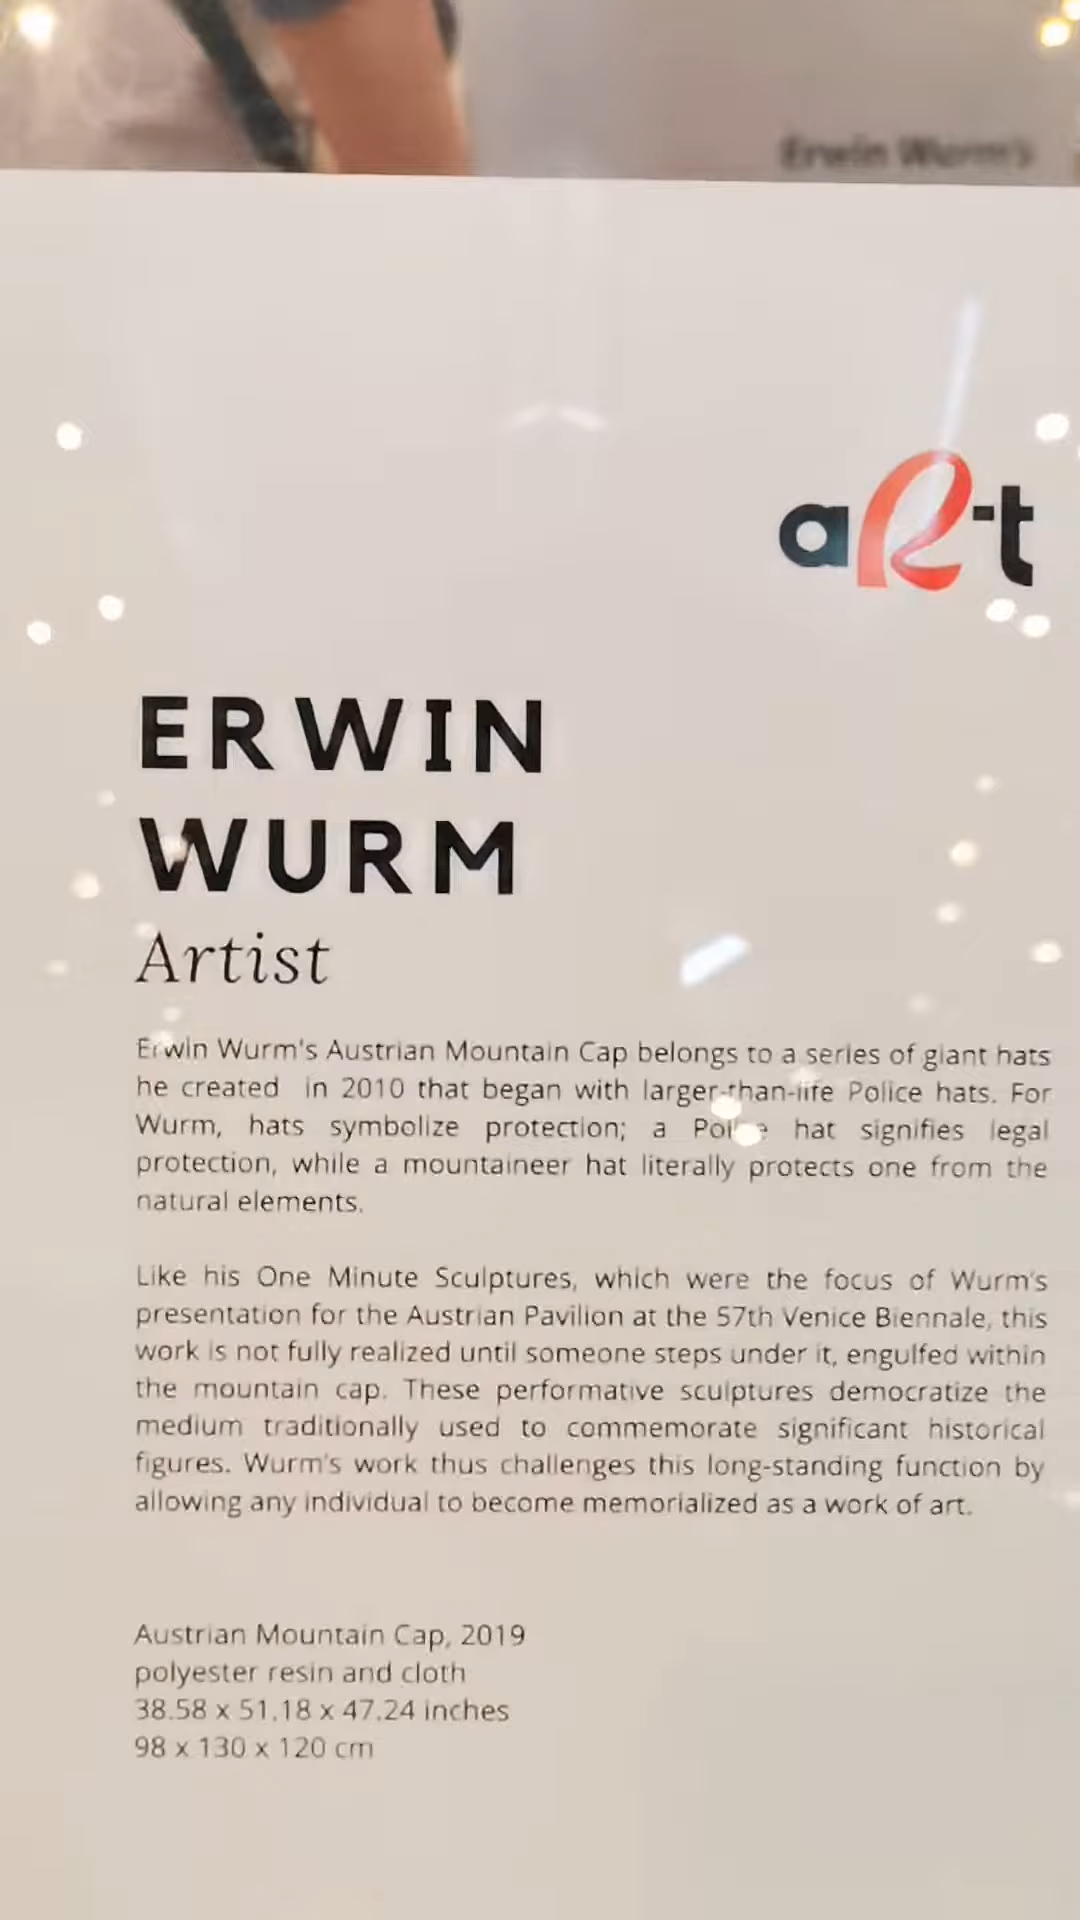 Erwin Wurm's
aRt
ERWIN
WURM
Artist
Erwin Wurm's Austrian Mountain Cap belongs to a series of giant hats
he created in 2010 that began with larger-than-life Police hats. For
Wurm, hats symbolize protection; a Police hat signifies legal
protection, while a mountaineer hat literally protects one from the
natural elements.
Like his One Minute Sculptures, which were the focus of Wurm's
presentation for the Austrian Pavilion at the 57th Venice Biennale, this
work is not fully realized until someone steps under it, engulfed within
the mountain cap. These performative sculptures democratize the
medium traditionally used to commemorate significant historical
figures. Wurm's work thus challenges this long-standing function by
allowing any individual to become memorialized as a work of art.
Austrian Mountain Cap, 2019
polyester resin and cloth
38.58 x 51.18 x 47.24 inches
98 x 130 x 120 cm